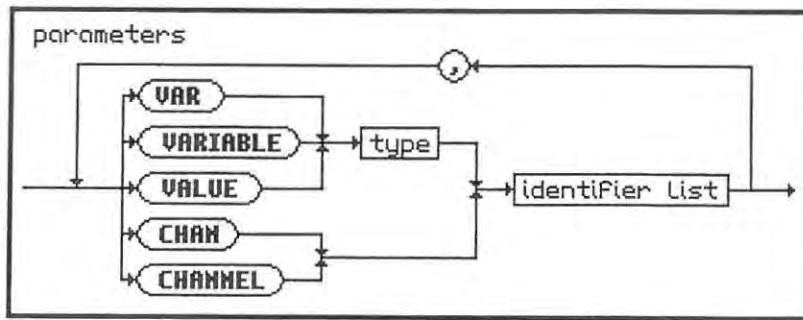 parameters
,
VAR
VARIABLE
type
VALUE
identifier list
CHAN
CHANNEL